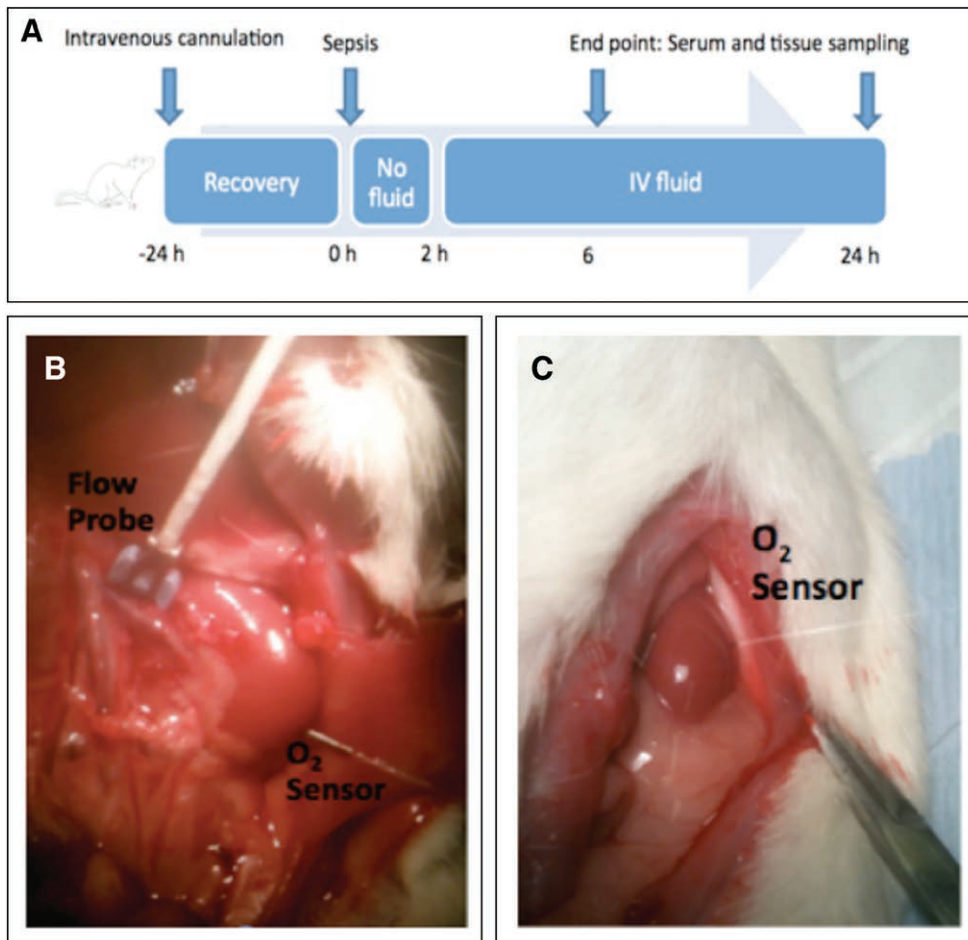 A
Intravenous cannulation
Sepsis
End point: Serum and tissue sampling
Recovery
No
fluid
IV fluid
-24 h
0 h
2 h
6
24 h
B
Flow
Probe
O₂
Sensor
C
O₂
Sensor